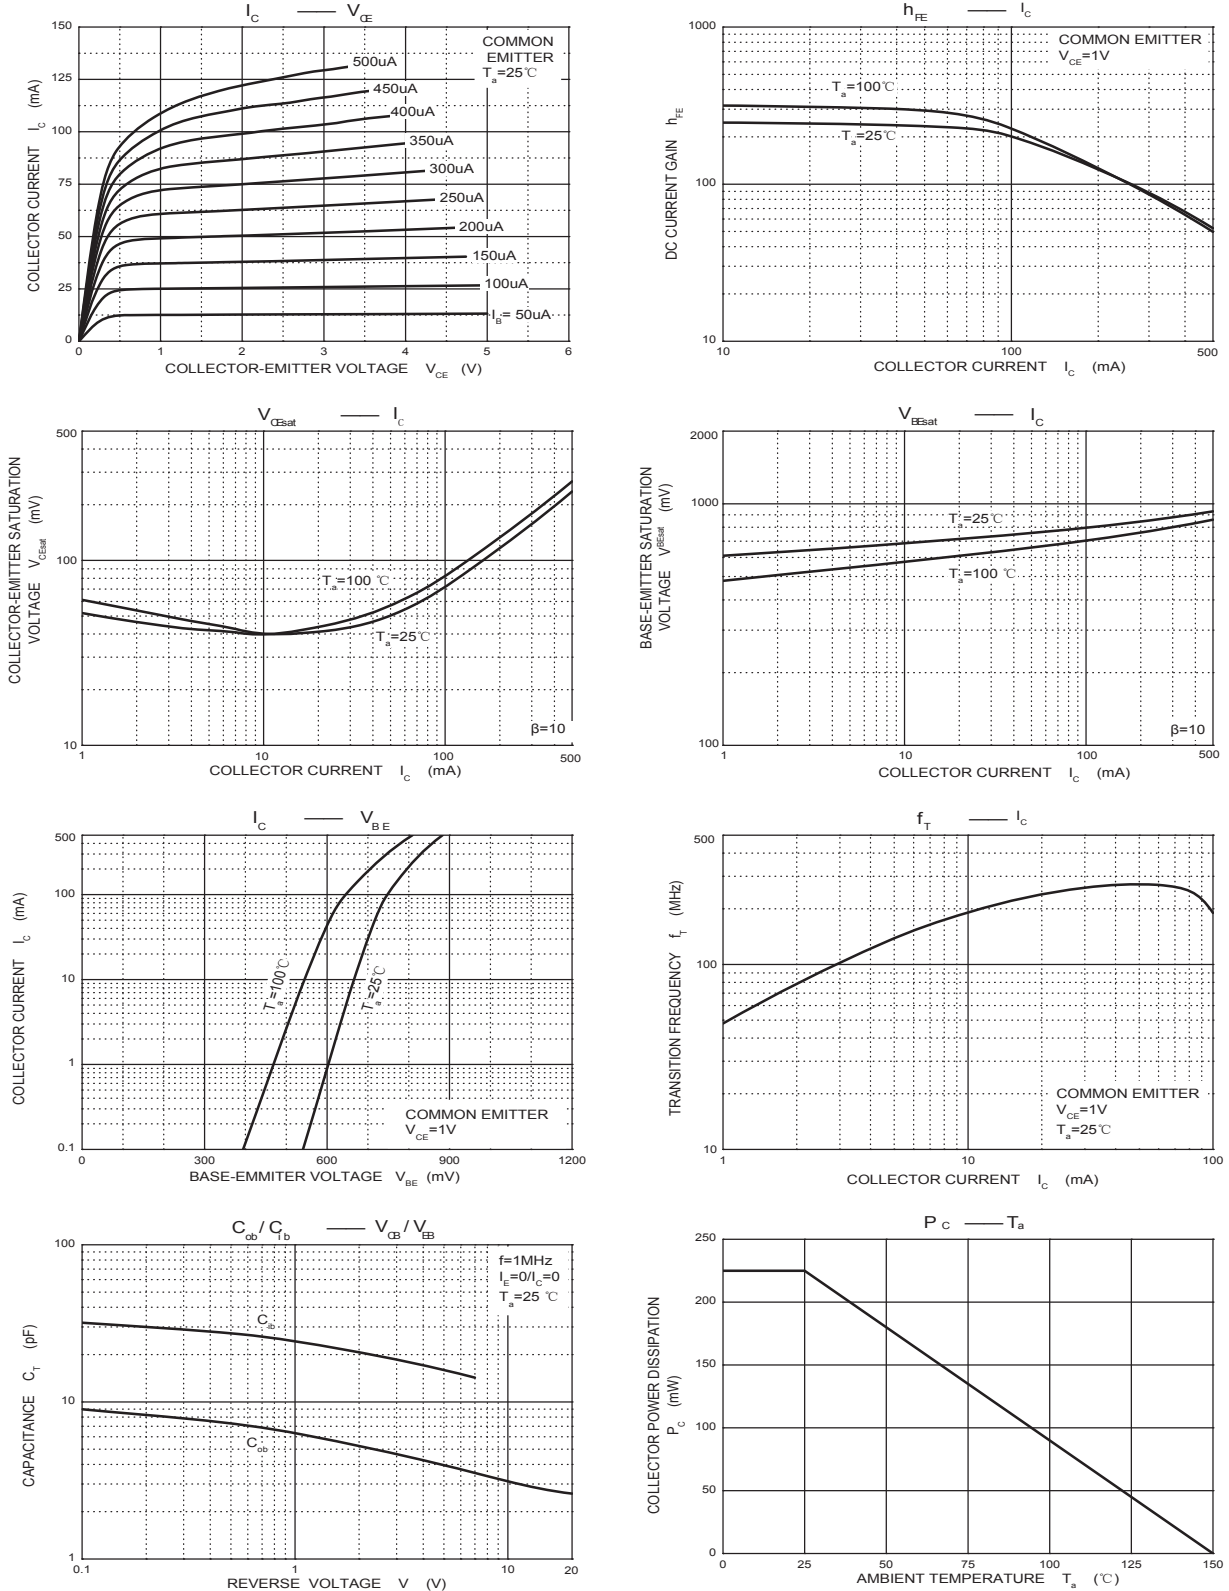 I_C —— V_CE
COLLECTOR CURRENT I_C (mA)
150
125
100
75
50
25
0
COMMON
EMITTER
T_a=25℃
500uA
450uA
400uA
350uA
300uA
250uA
200uA
150uA
100uA
I_B= 50uA
0 1 2 3 4 5 6
COLLECTOR-EMITTER VOLTAGE V_CE (V)
h_FE —— I_C
DC CURRENT GAIN h_FE
1000
100
10
COMMON EMITTER
V_CE=1V
T_a=100℃
T_a=25℃
10 100 500
COLLECTOR CURRENT I_C (mA)
V_CEsat —— I_C
COLLECTOR-EMITTER SATURATION
VOLTAGE V_CEsat (mV)
500
100
10
T_a=100 ℃
T_a=25℃
β=10
1 10 100 500
COLLECTOR CURRENT I_C (mA)
V_BEsat —— I_C
BASE-EMITTER SATURATION
VOLTAGE V_BEsat (mV)
2000
1000
100
T_a=25℃
T_a=100 ℃
β=10
1 10 100 500
COLLECTOR CURRENT I_C (mA)
I_C —— V_BE
COLLECTOR CURRENT I_C (mA)
500
100
10
1
0.1
T_a=100℃
T_a=25℃
COMMON EMITTER
V_CE=1V
0 300 600 900 1200
BASE-EMMITER VOLTAGE V_BE (mV)
f_T —— I_C
TRANSITION FREQUENCY f_T (MHz)
500
100
10
COMMON EMITTER
V_CE=1V
T_a=25℃
1 10 100
COLLECTOR CURRENT I_C (mA)
C_ob / C_ib —— V_CB / V_EB
CAPACITANCE C_T (pF)
100
10
1
f=1MHz
I_E=0/I_C=0
T_a=25 ℃
C_ib
C_ob
0.1 1 10 20
REVERSE VOLTAGE V (V)
P_C —— T_a
COLLECTOR POWER DISSIPATION
P_C (mW)
250
200
150
100
50
0
0 25 50 75 100 125 150
AMBIENT TEMPERATURE T_a (℃)